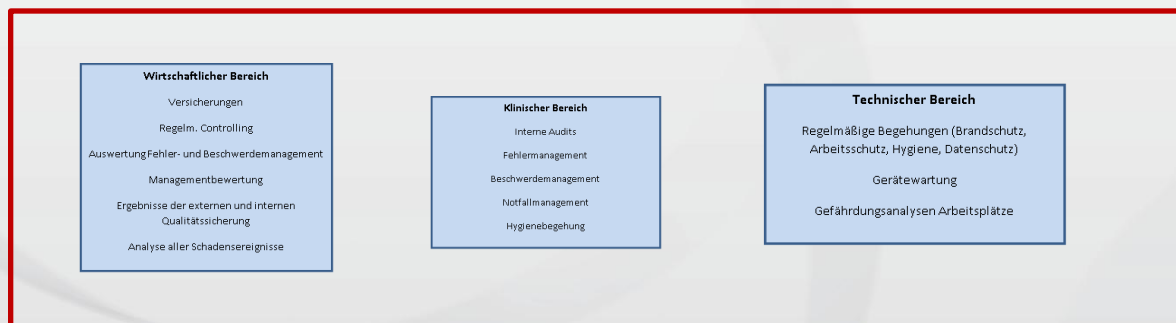 Wirtschaftlicher Bereich
Versicherungen
Regelm. Controlling
Auswertung Fehler- und Beschwerdemanagement
Managementbewertung
Ergebnisse der externen und internen
Qualitätssicherung
Analyse aller Schadensereignisse
Klinischer Bereich
Interne Audits
Fehlermanagement
Beschwerdemanagement
Notfallmanagement
Hygienebegehung
Technischer Bereich
Regelmäßige Begehungen (Brandschutz,
Arbeitsschutz, Hygiene, Datenschutz)
Gerätewartung
Gefährdungsanalysen Arbeitsplätze